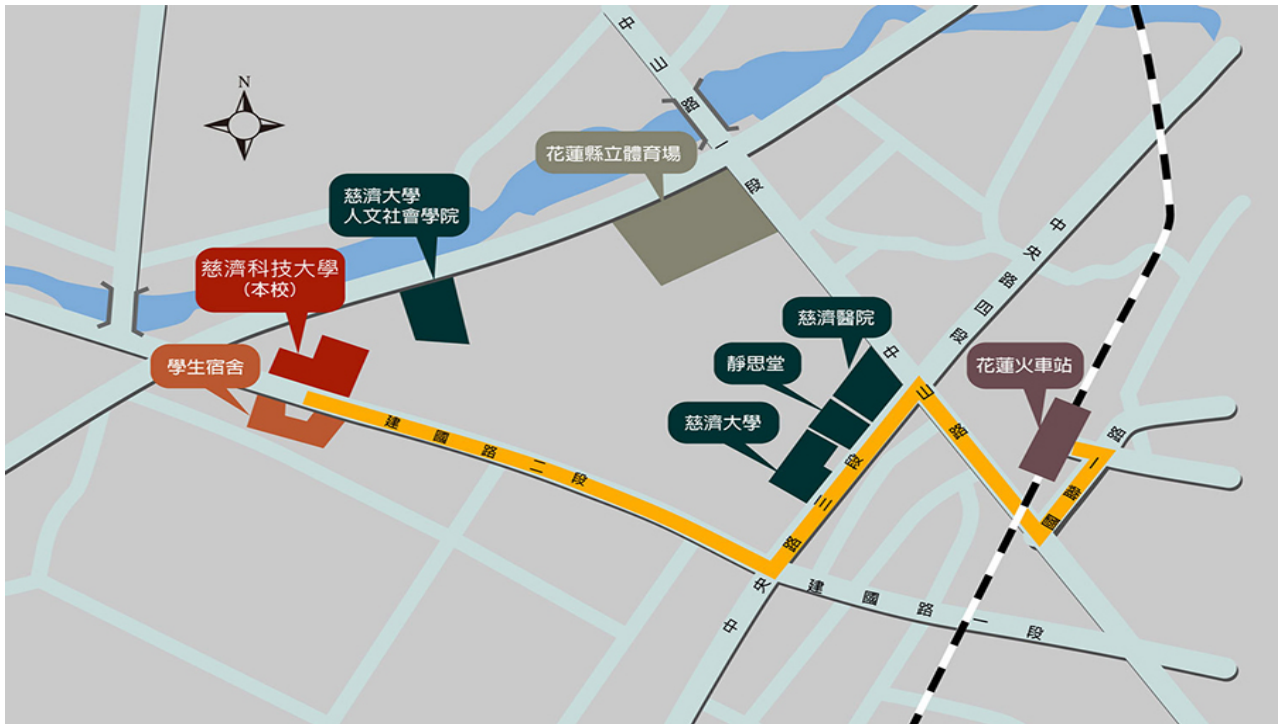 N
中山路一段
花蓮縣立體育場
慈濟大學
人文社會學院
慈濟科技大學
(本校)
學生宿舍
中央路四段
慈濟醫院
靜思堂
慈濟大學
花蓮火車站
中山路
國聯一路
建國路二段
中央路三段
建國路一段